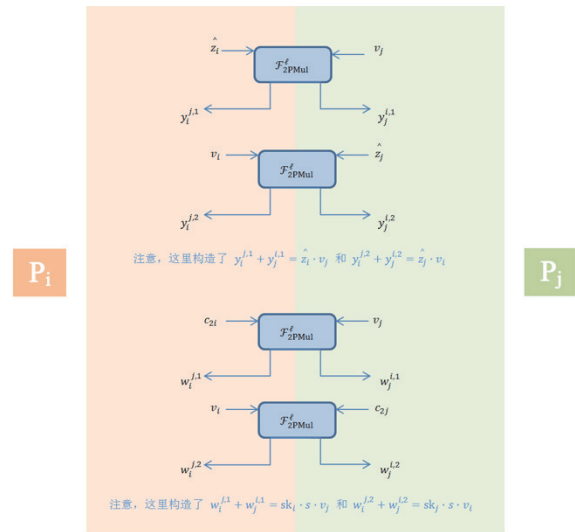 ẑ_i v_j
ℱ^ℓ_2PMul
y_i^{j,1} y_j^{i,1}
v_i ẑ_j
ℱ^ℓ_2PMul
y_i^{j,2} y_j^{i,2}
注意，这里构造了 y_i^{j,1} + y_j^{i,1} = ẑ_i · v_j 和 y_i^{j,2} + y_j^{i,2} = ẑ_j · v_i
P_i P_j
c_{2i} v_j
ℱ^ℓ_2PMul
w_i^{j,1} w_j^{i,1}
v_i c_{2j}
ℱ^ℓ_2PMul
w_i^{j,2} w_j^{i,2}
注意，这里构造了 w_i^{j,1} + w_j^{i,1} = sk_i · s · v_j 和 w_i^{j,2} + w_j^{i,2} = sk_j · s · v_i